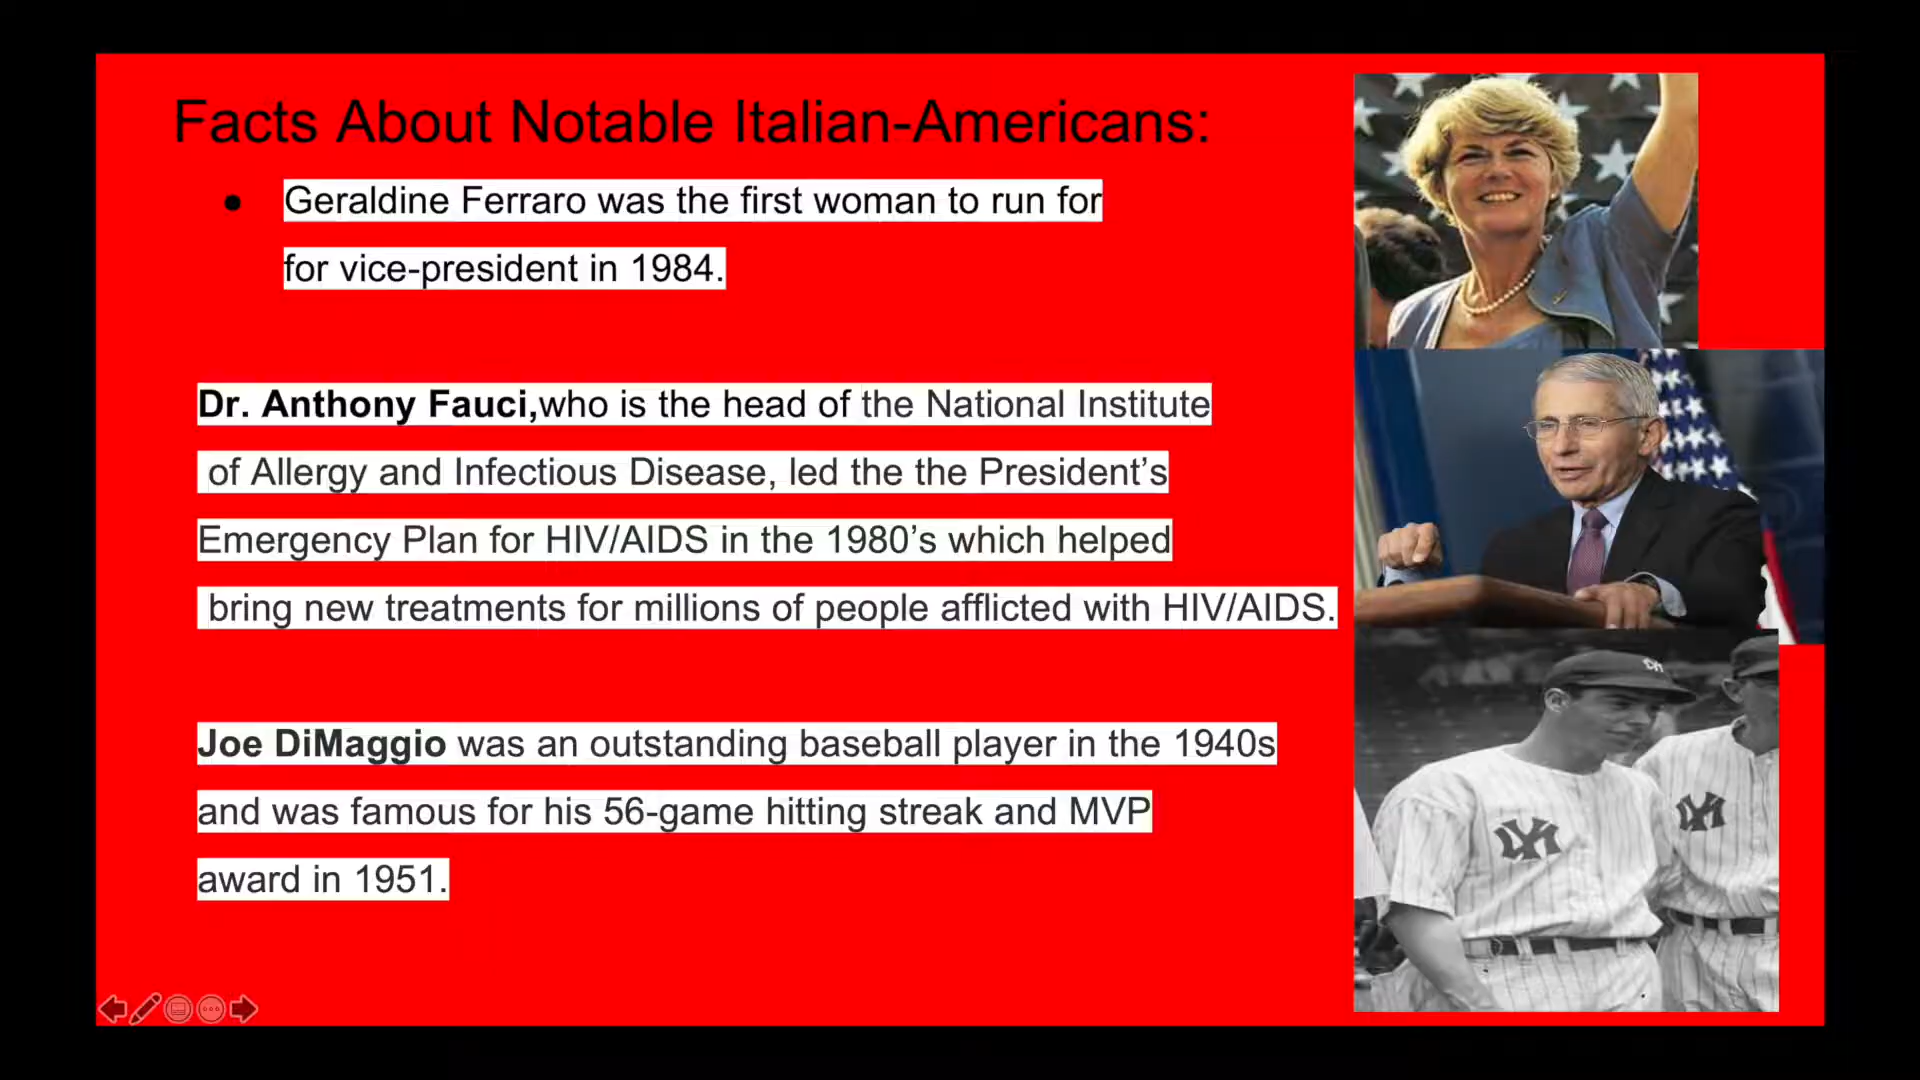 Facts About Notable Italian-Americans:
● Geraldine Ferraro was the first woman to run for
for vice-president in 1984.
Dr. Anthony Fauci,who is the head of the National Institute
of Allergy and Infectious Disease, led the the President’s
Emergency Plan for HIV/AIDS in the 1980’s which helped
bring new treatments for millions of people afflicted with HIV/AIDS.
Joe DiMaggio was an outstanding baseball player in the 1940s
and was famous for his 56-game hitting streak and MVP
award in 1951.